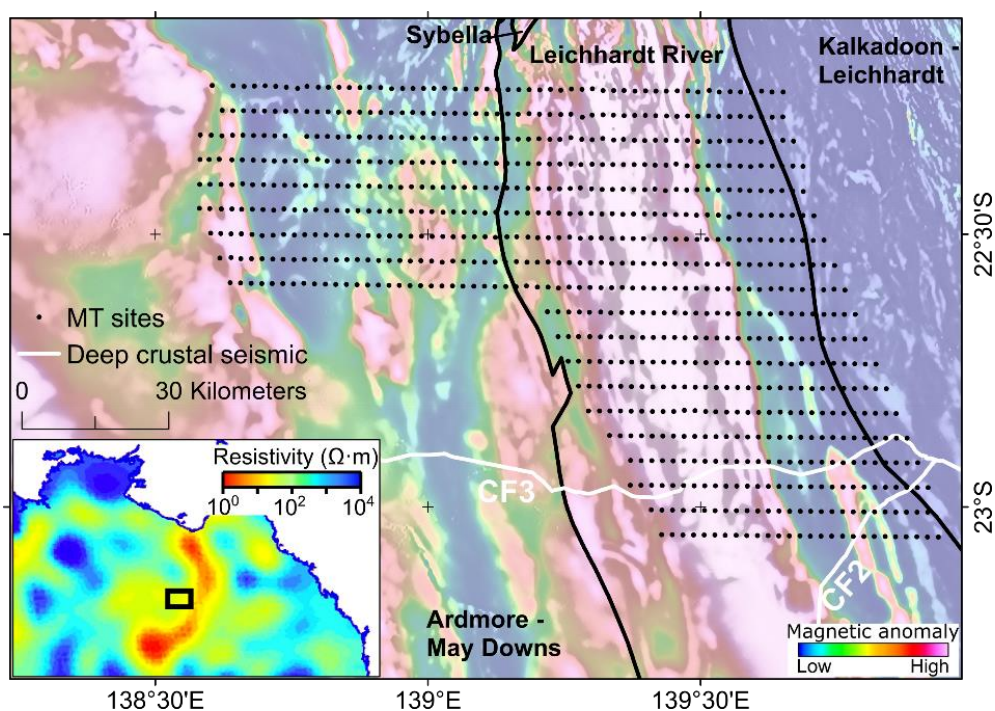 Sybella
Leichhardt River
Kalkadoon -
Leichhardt
22°30'S
MT sites
Deep crustal seismic
0 30 Kilometers
Resistivity (Ω·m)
10⁰ 10² 10⁴
CF3
23°S
CF2
Ardmore -
May Downs
Magnetic anomaly
Low High
138°30'E 139°E 139°30'E